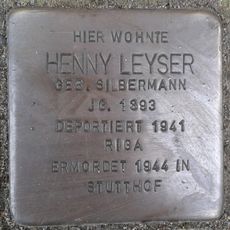 HIER WOHNTE
HENNY LEYSER
GEB. SILBERMANN
JG. 1893
DEPORTIERT 1941
RIGA
ERMORDET 1944 IN
STUTTHOF